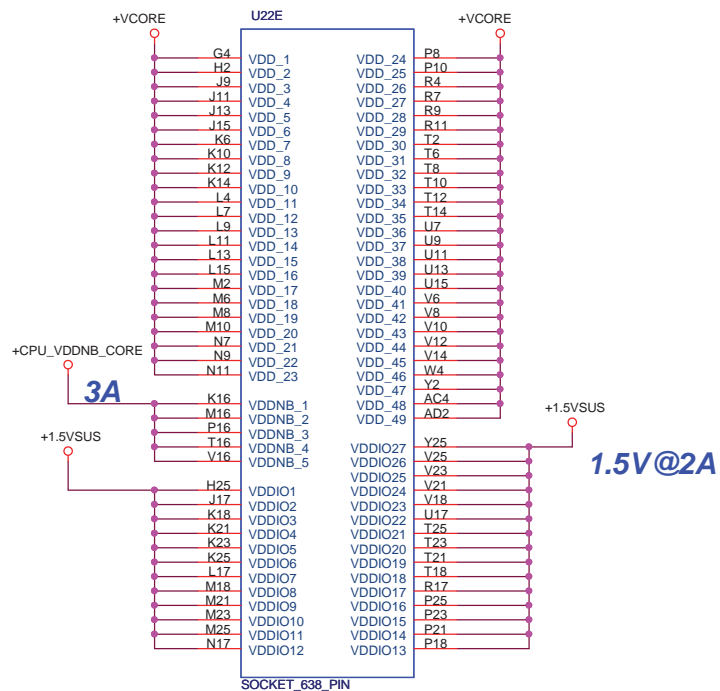 U22E
+VCORE
+VCORE
G4 VDD_1
H2 VDD_2
J9 VDD_3
J11 VDD_4
J13 VDD_5
J15 VDD_6
K6 VDD_7
K10 VDD_8
K12 VDD_9
K14 VDD_10
L4 VDD_11
L7 VDD_12
L9 VDD_13
L11 VDD_14
L13 VDD_15
L15 VDD_16
M2 VDD_17
M6 VDD_18
M8 VDD_19
M10 VDD_20
N7 VDD_21
N9 VDD_22
N11 VDD_23
+CPU_VDDNB_CORE
3A
K16 VDDNB_1
M16 VDDNB_2
P16 VDDNB_3
T16 VDDNB_4
V16 VDDNB_5
+1.5VSUS
H25 VDDIO1
J17 VDDIO2
K18 VDDIO3
K21 VDDIO4
K23 VDDIO5
K25 VDDIO6
L17 VDDIO7
M18 VDDIO8
M21 VDDIO9
M23 VDDIO10
M25 VDDIO11
N17 VDDIO12
VDD_24 P8
VDD_25 P10
VDD_26 R4
VDD_27 R7
VDD_28 R9
VDD_29 R11
VDD_30 T2
VDD_31 T6
VDD_32 T8
VDD_33 T10
VDD_34 T12
VDD_35 T14
VDD_36 U7
VDD_37 U9
VDD_38 U11
VDD_39 U13
VDD_40 U15
VDD_41 V6
VDD_42 V8
VDD_43 V10
VDD_44 V12
VDD_45 V14
VDD_46 W4
VDD_47 Y2
VDD_48 AC4
VDD_49 AD2
+1.5VSUS
1.5V@2A
VDDIO27 Y25
VDDIO26 V25
VDDIO25 V23
VDDIO24 V21
VDDIO23 V18
VDDIO22 U17
VDDIO21 T25
VDDIO20 T23
VDDIO19 T21
VDDIO18 T18
VDDIO17 R17
VDDIO16 P25
VDDIO15 P23
VDDIO14 P21
VDDIO13 P18
SOCKET_638_PIN